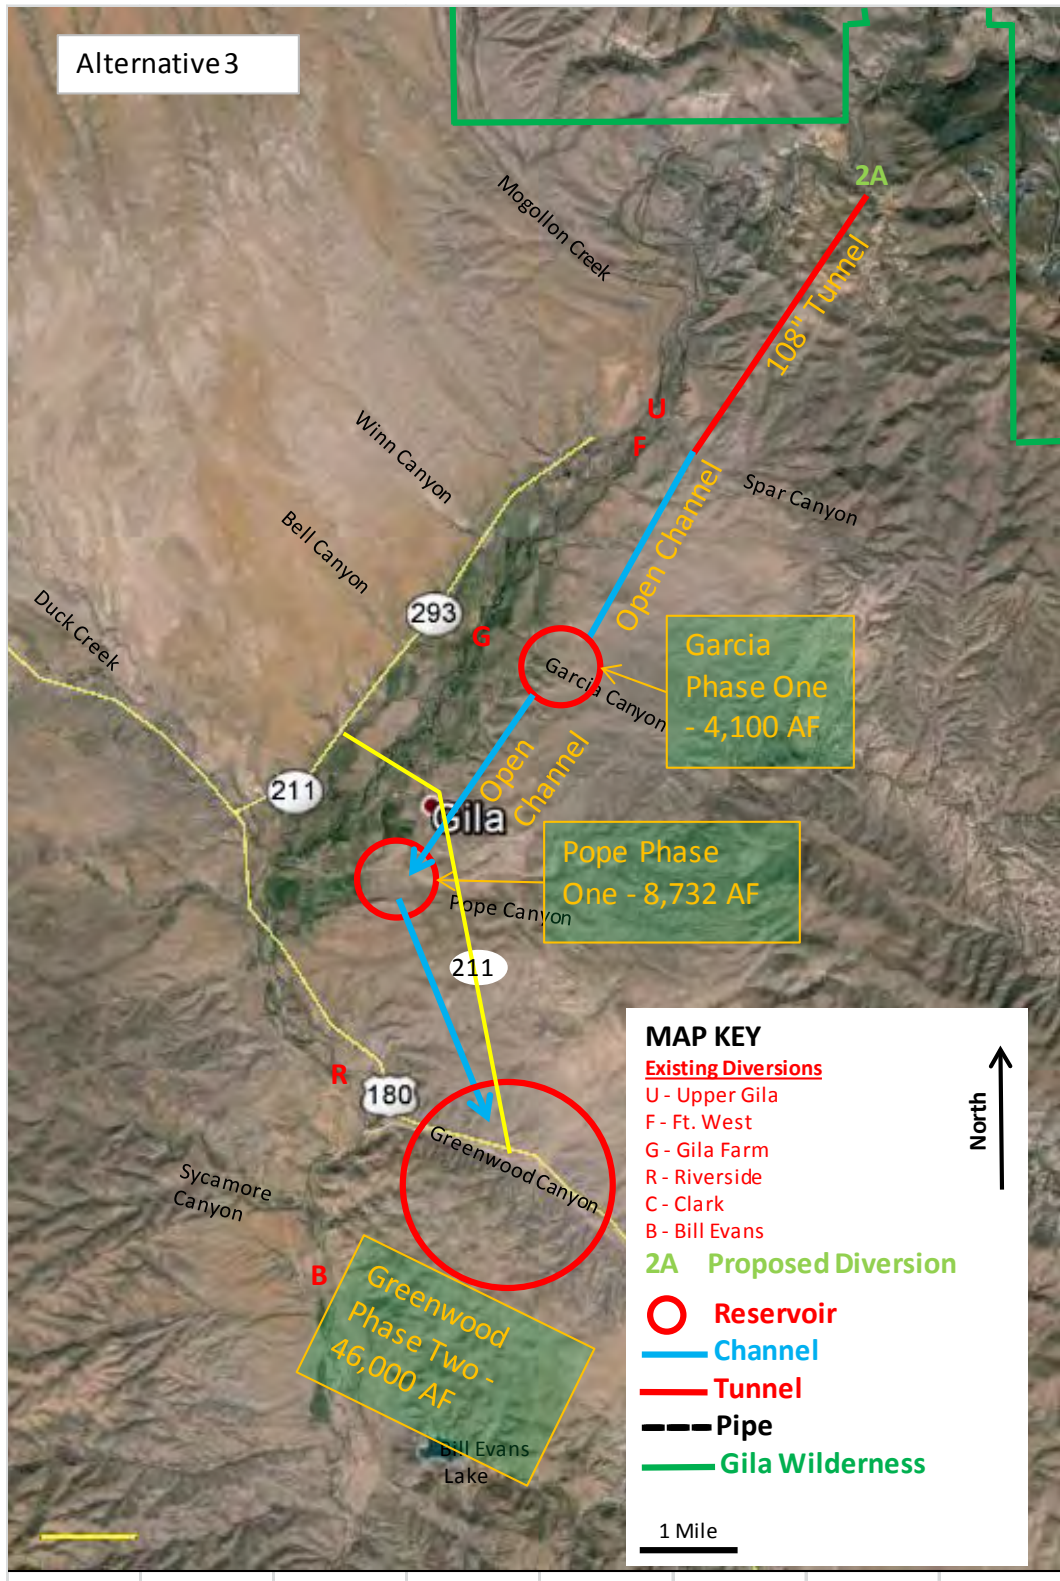 Alternative 3
2A
Mogollon Creek
108" Tunnel
U
F
Winn Canyon
Spar Canyon
Open Channel
Bell Canyon
Duck Creek
293
G
Garcia Canyon
Garcia
Phase One
- 4,100 AF
211
Open
Channel
Gila
Pope Phase
One - 8,732 AF
Pope Canyon
211
R
180
Greenwood Canyon
Sycamore
Canyon
B
Greenwood
Phase Two -
46,000 AF
Bill Evans
Lake
MAP KEY
Existing Diversions
U - Upper Gila
F - Ft. West
G - Gila Farm
R - Riverside
C - Clark
B - Bill Evans
2A Proposed Diversion
Reservoir
Channel
Tunnel
Pipe
Gila Wilderness
North
1 Mile